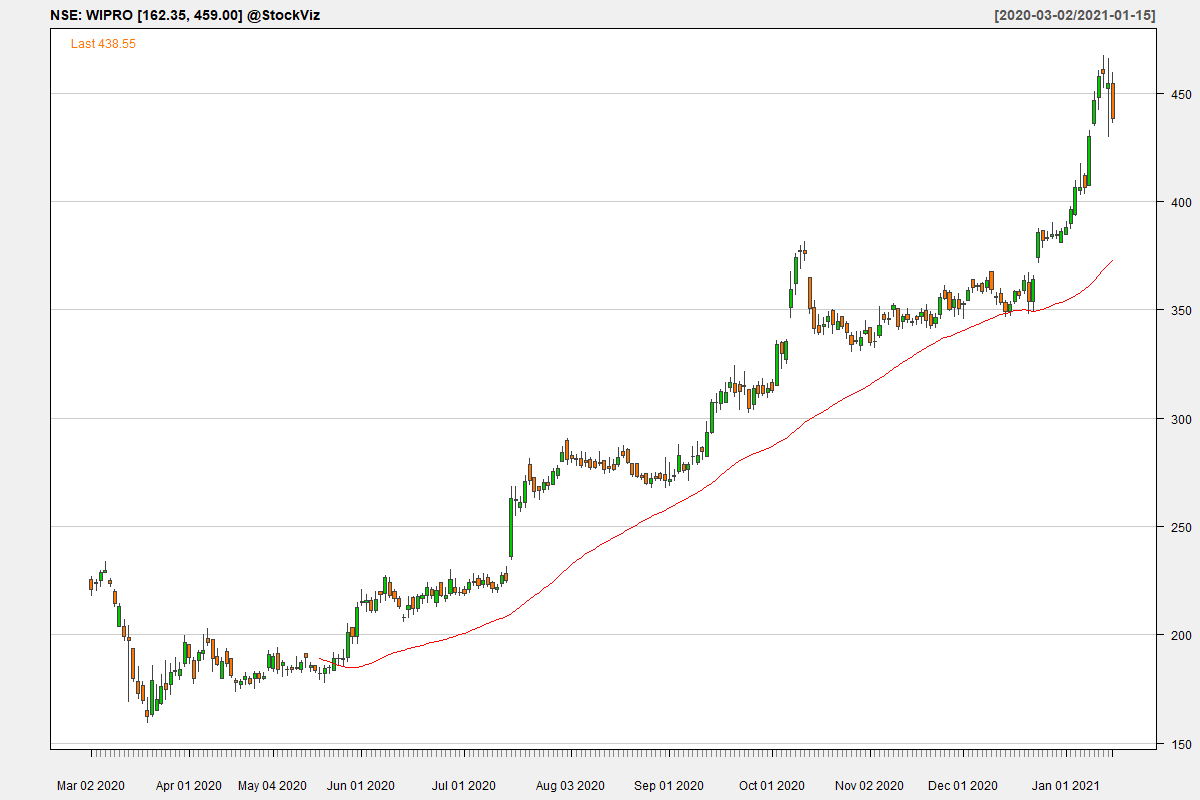 NSE: WIPRO [162.35, 459.00] @StockViz
[2020-03-02/2021-01-15]
Last 438.55
450
400
350
300
250
200
150
Mar 02 2020 Apr 01 2020 May 04 2020 Jun 01 2020 Jul 01 2020 Aug 03 2020 Sep 01 2020 Oct 01 2020 Nov 02 2020 Dec 01 2020 Jan 01 2021